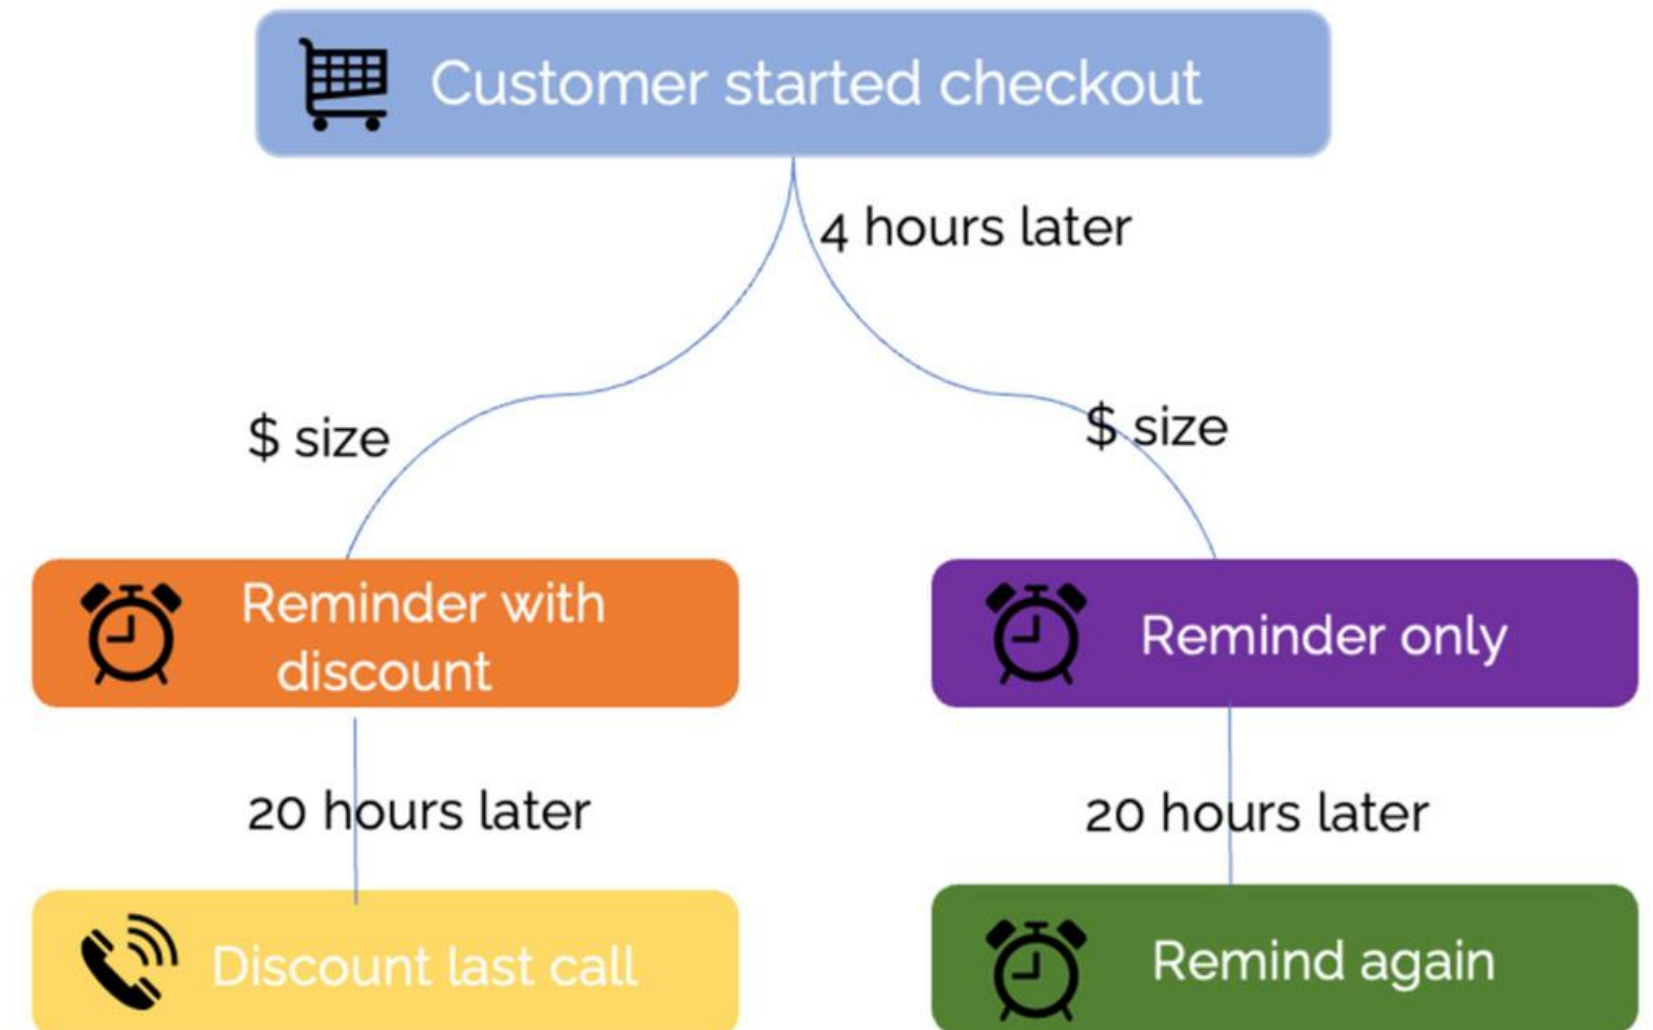 Customer started checkout
4 hours later
$ size
$ size
Reminder with
discount
Reminder only
20 hours later
20 hours later
Discount last call
Remind again